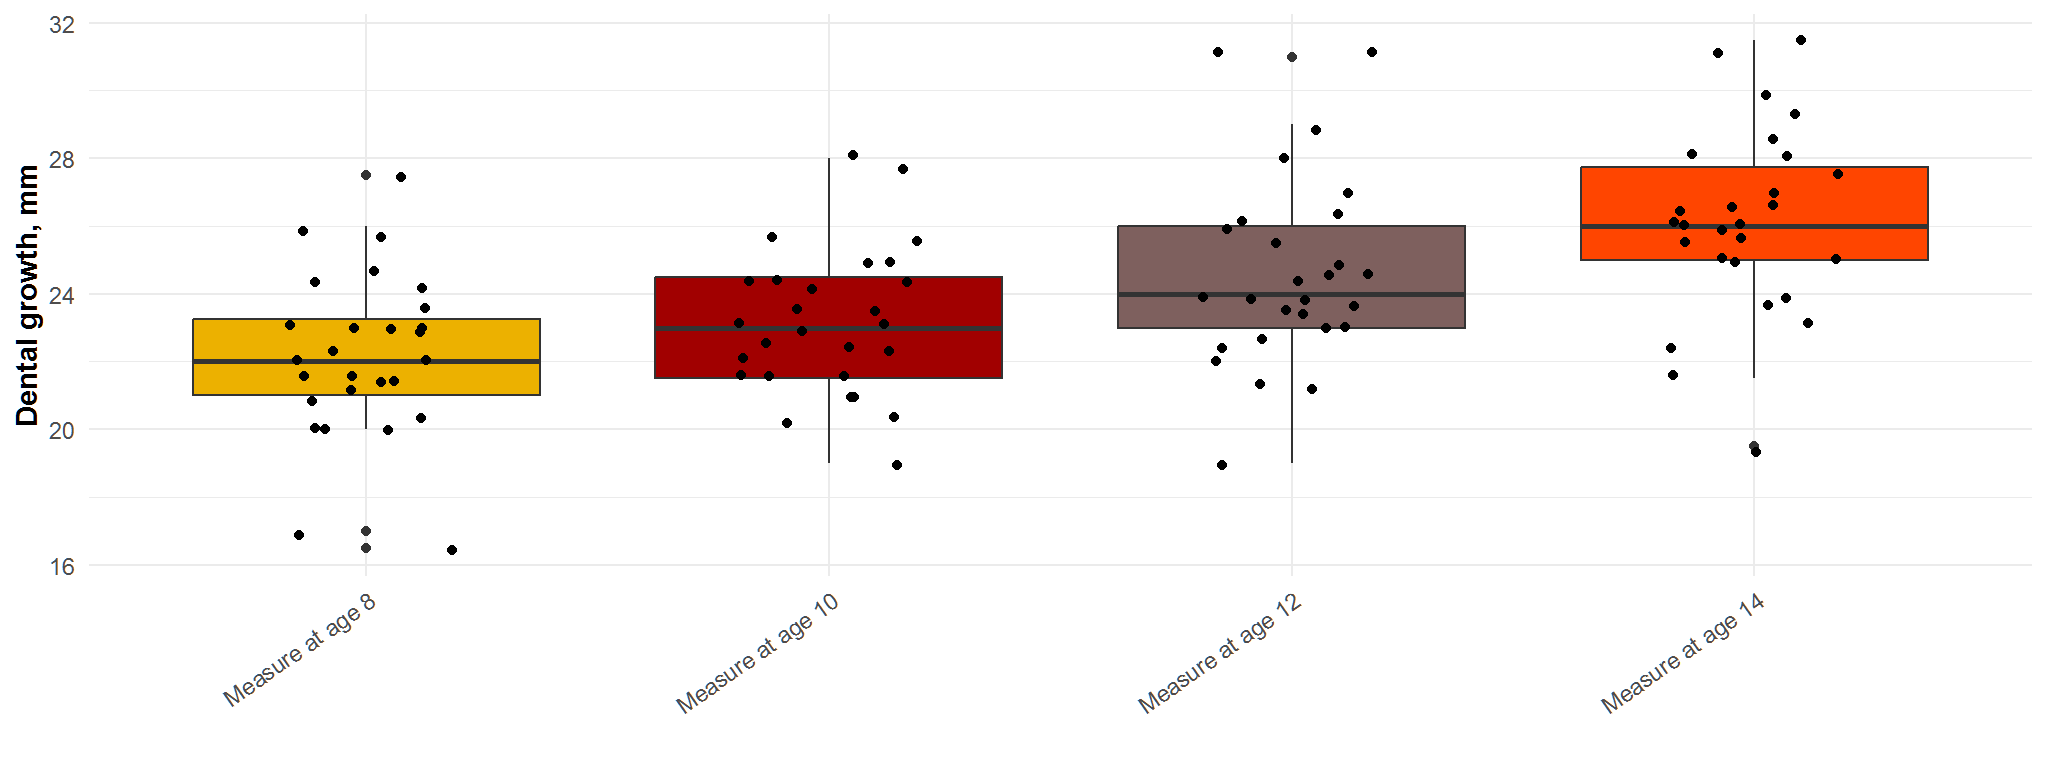 Dental growth, mm
32
28
24
20
16
Measure at age 8
Measure at age 10
Measure at age 12
Measure at age 14